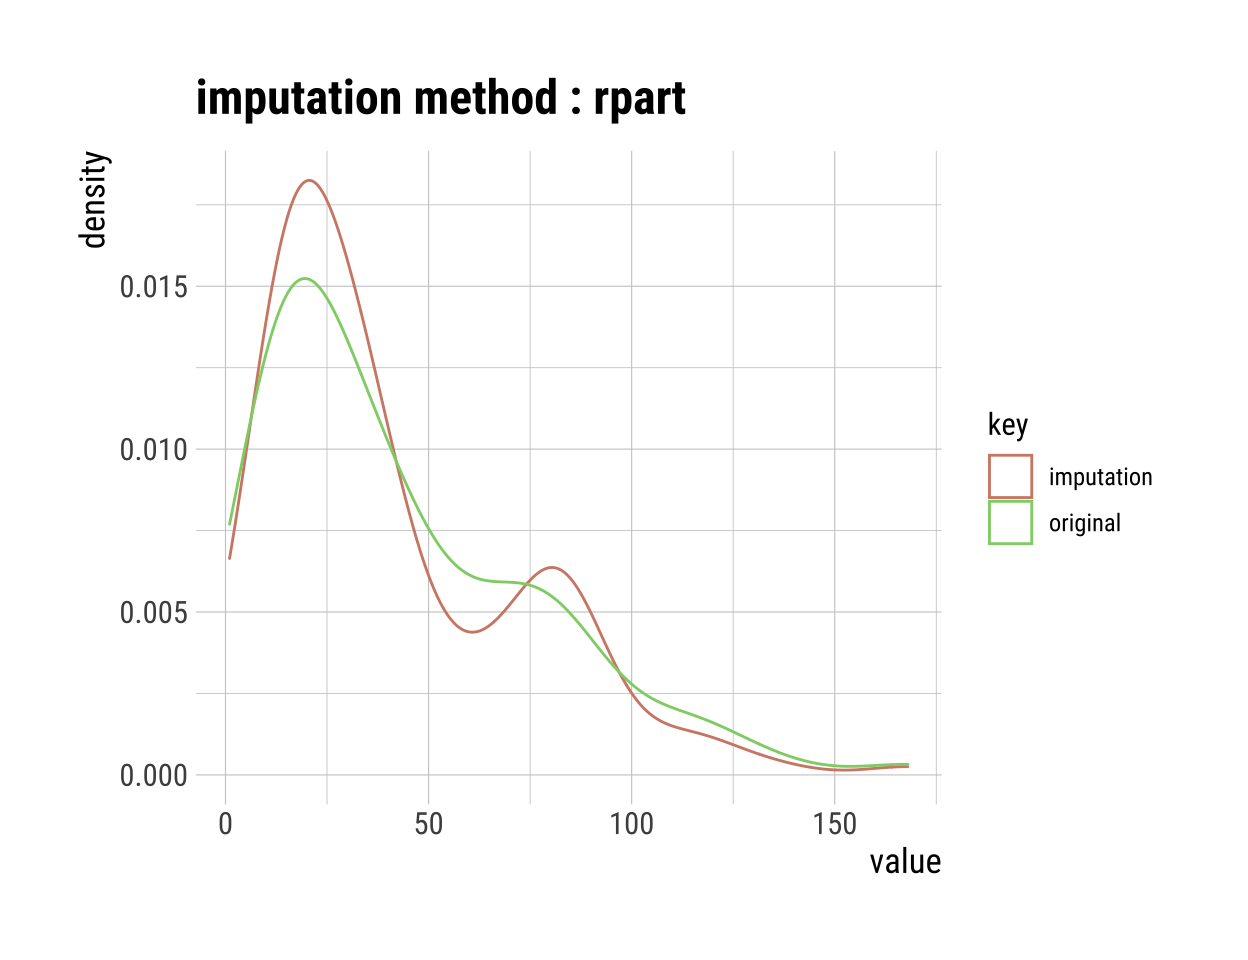 imputation method : rpart
density
0.015
0.010
0.005
0.000
0 50 100 150
value
key
imputation
original